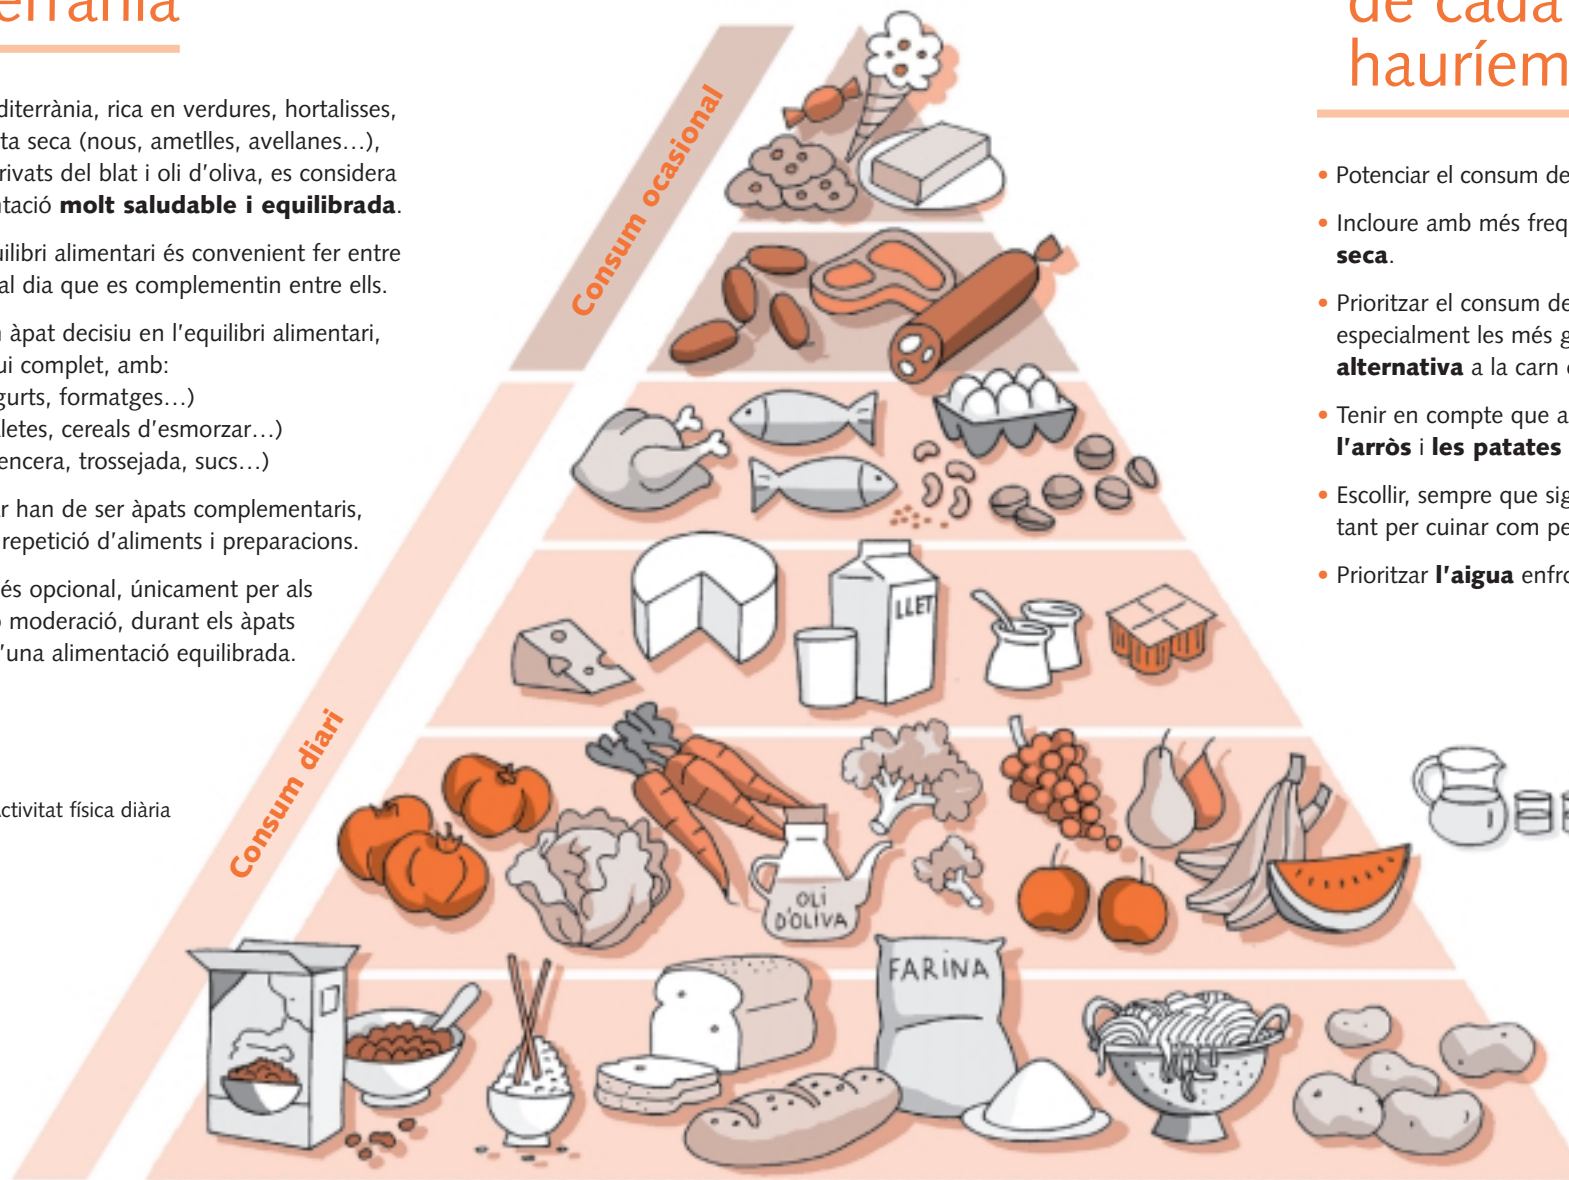 errània
diterrània, rica en verdures, hortalisses,
ta seca (nous, ametlles, avellanes…),
rivats del blat i oli d'oliva, es considera
ntació molt saludable i equilibrada.
uilibri alimentari és convenient fer entre
al dia que es complementin entre ells.
n àpat decisiu en l'equilibri alimentari,
ui complet, amb:
gurts, formatges…)
letes, cereals d'esmorzar…)
encera, trossejada, sucs…)
r han de ser àpats complementaris,
repetició d'aliments i preparacions.
és opcional, únicament per als
o moderació, durant els àpats
l'una alimentació equilibrada.
Activitat física diària
Consum ocasional
Consum diari
LLET
OLI
D'OLIVA
FARINA
de cada
hauríem
• Potenciar el consum de
• Incloure amb més freq
seca.
• Prioritzar el consum de
especialment les més g
alternativa a la carn
• Tenir en compte que a
l'arròs i les patates
• Escollir, sempre que sig
tant per cuinar com pe
• Prioritzar l'aigua enfro